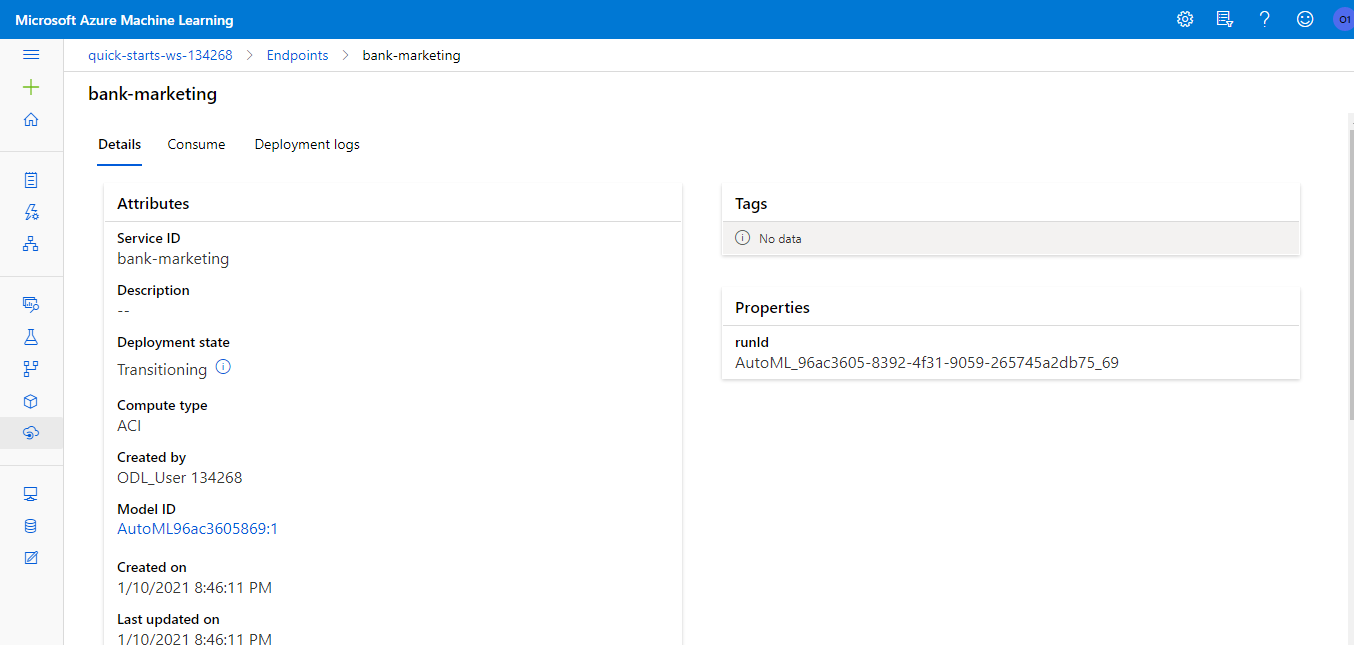 Microsoft Azure Machine Learning
O1
quick-starts-ws-134268 > Endpoints > bank-marketing
bank-marketing
Details Consume Deployment logs
Attributes
Service ID
bank-marketing
Description
--
Deployment state
Transitioning
Compute type
ACI
Created by
ODL_User 134268
Model ID
AutoML96ac3605869:1
Created on
1/10/2021 8:46:11 PM
Last updated on
1/10/2021 8:46:11 PM
Tags
No data
Properties
runId
AutoML_96ac3605-8392-4f31-9059-265745a2db75_69